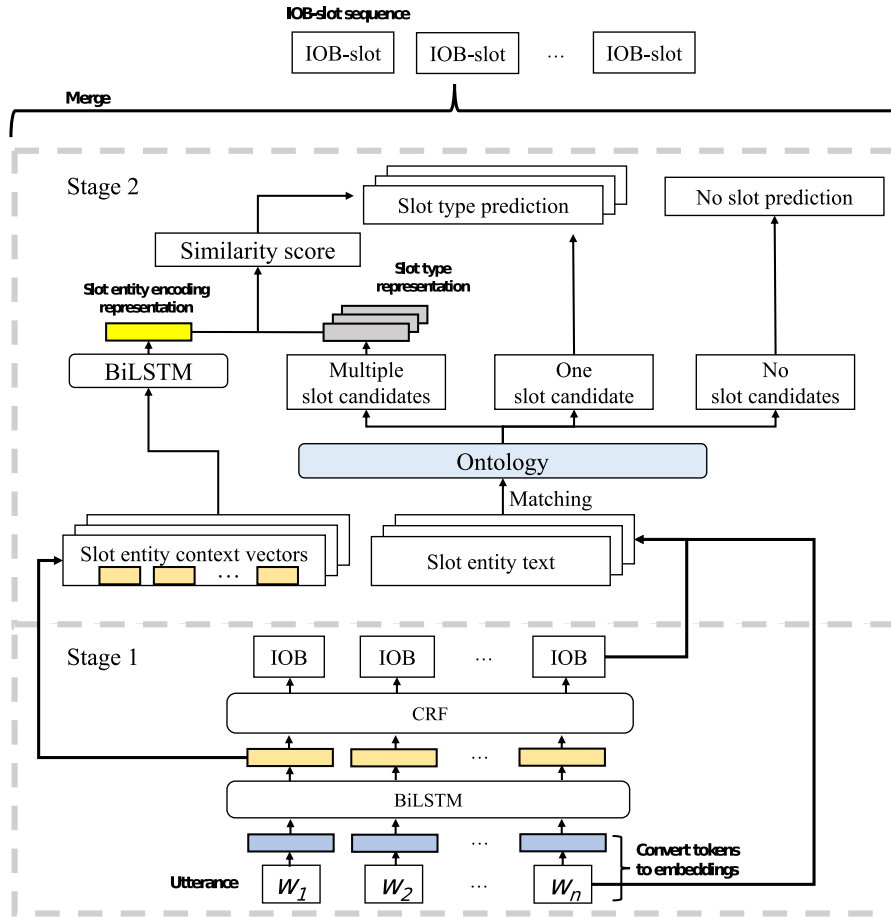 IOB-slot sequence
IOB-slot
IOB-slot
...
IOB-slot
Merge
Stage 2
Slot type prediction
No slot prediction
Similarity score
Slot entity encoding
representation
Slot type
representation
BiLSTM
Multiple
slot candidates
One
slot candidate
No
slot candidates
Ontology
Matching
Slot entity context vectors
...
Slot entity text
Stage 1
IOB
IOB
...
IOB
CRF
...
BiLSTM
...
Convert tokens
to embeddings
Utterance
w1
w2
...
wn